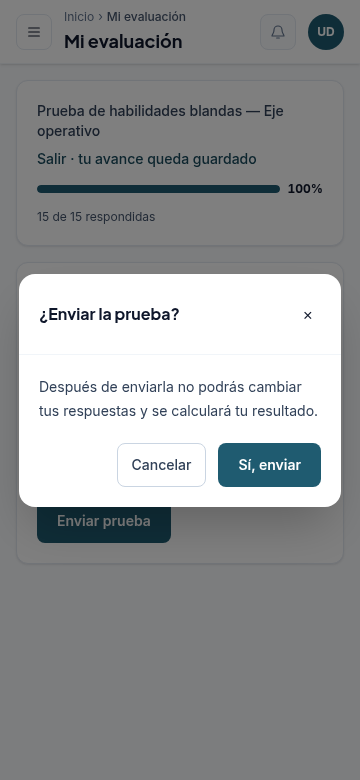 Inicio › Mi evaluación
Mi evaluación
UD
Prueba de habilidades blandas — Eje
operativo
Salir · tu avance queda guardado
100%
15 de 15 respondidas
¿Enviar la prueba?
×
Después de enviarla no podrás cambiar
tus respuestas y se calculará tu resultado.
Cancelar
Sí, enviar
Enviar prueba